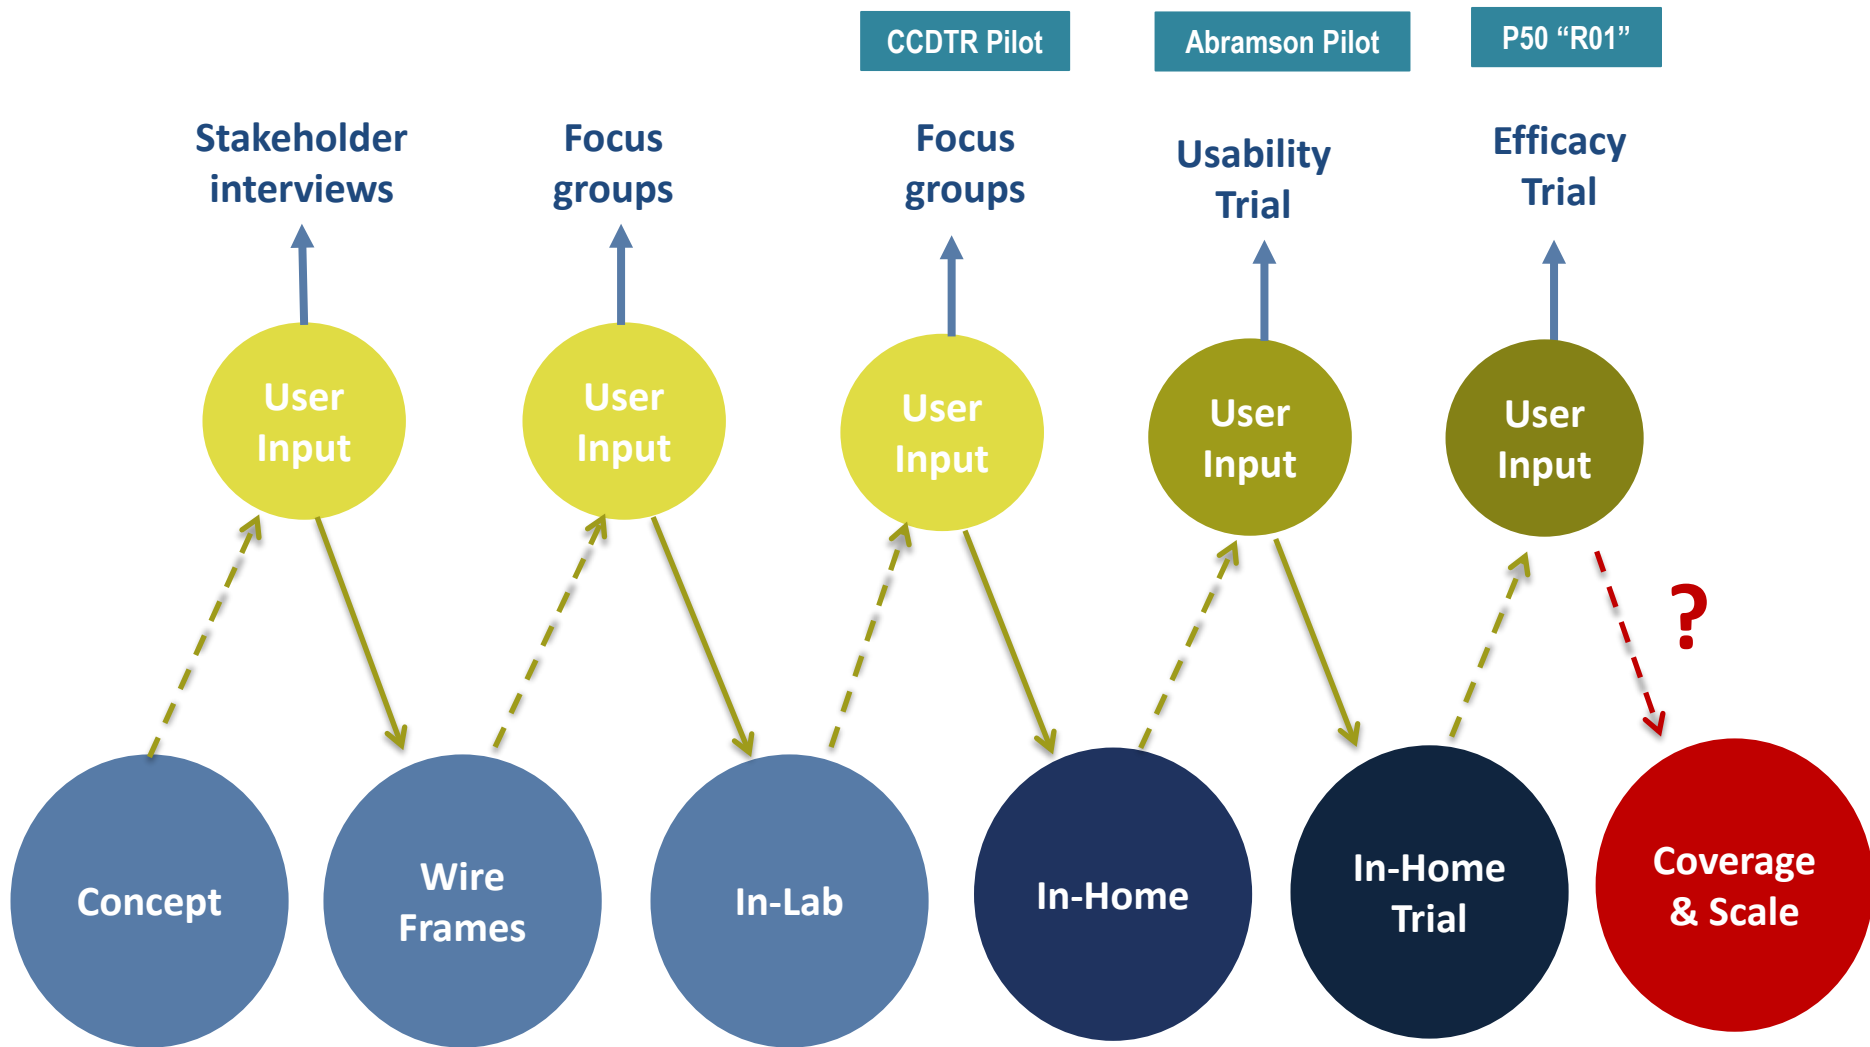 CCDTR Pilot
Abramson Pilot
P50 “R01”
Stakeholder
interviews
Focus
groups
Focus
groups
Usability
Trial
Efficacy
Trial
User
Input
User
Input
User
Input
User
Input
User
Input
?
Concept
Wire
Frames
In-Lab
In-Home
In-Home
Trial
Coverage
& Scale